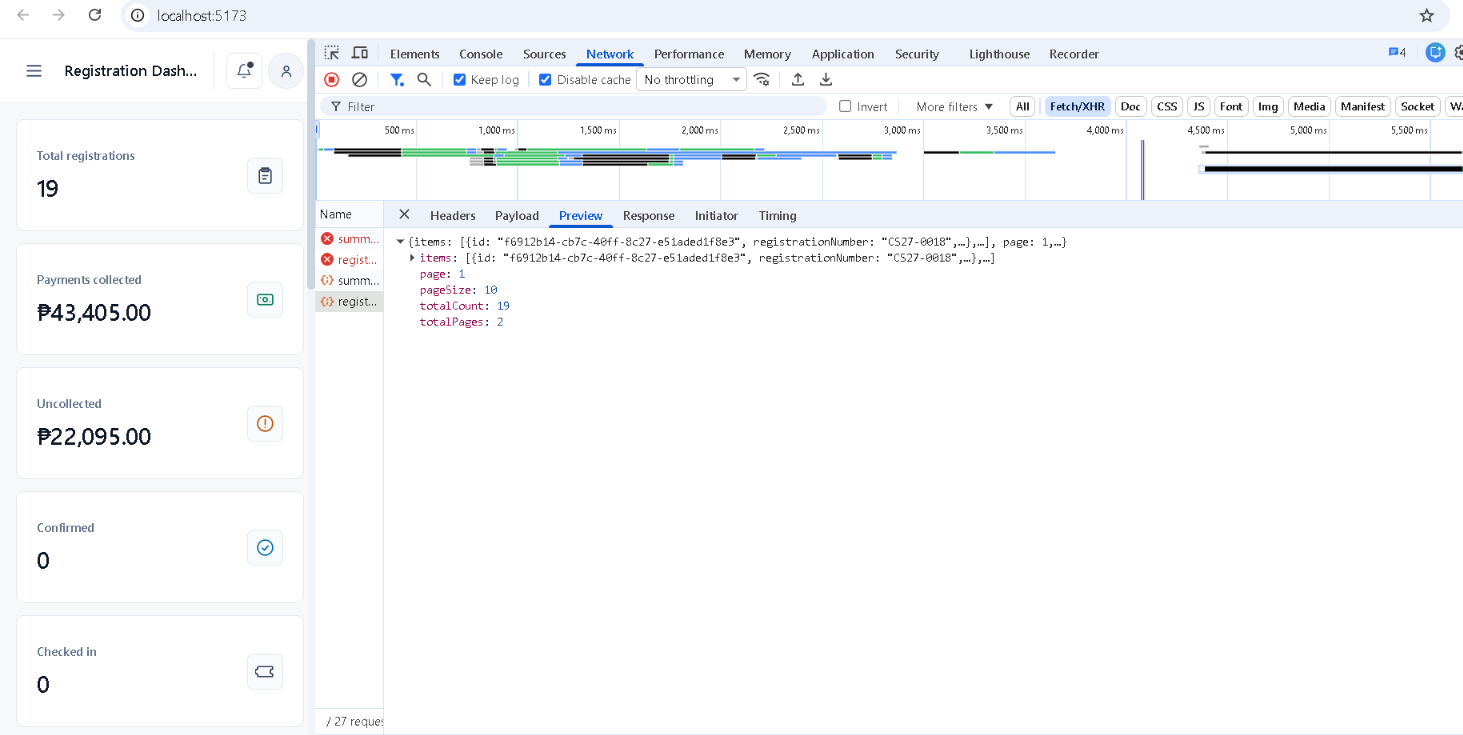 localhost:5173
Registration Dash...
Total registrations
19
Payments collected
₱43,405.00
Uncollected
₱22,095.00
Confirmed
0
Checked in
0
Elements Console Sources Network Performance Memory Application Security Lighthouse Recorder 4
Keep log Disable cache No throttling
Filter Invert More filters All Fetch/XHR Doc CSS JS Font Img Media Manifest Socket
500 ms 1,000 ms 1,500 ms 2,000 ms 2,500 ms 3,000 ms 3,500 ms 4,000 ms 4,500 ms 5,000 ms 5,500 ms
Name
summ...
regist...
summ...
regist...
/ 27 reques
Headers Payload Preview Response Initiator Timing
{items: [{id: "f6912b14-cb7c-40ff-8c27-e51aded1f8e3", registrationNumber: "CS27-0018",…},…], page: 1,…}
items: [{id: "f6912b14-cb7c-40ff-8c27-e51aded1f8e3", registrationNumber: "CS27-0018",…},…]
page: 1
pageSize: 10
totalCount: 19
totalPages: 2